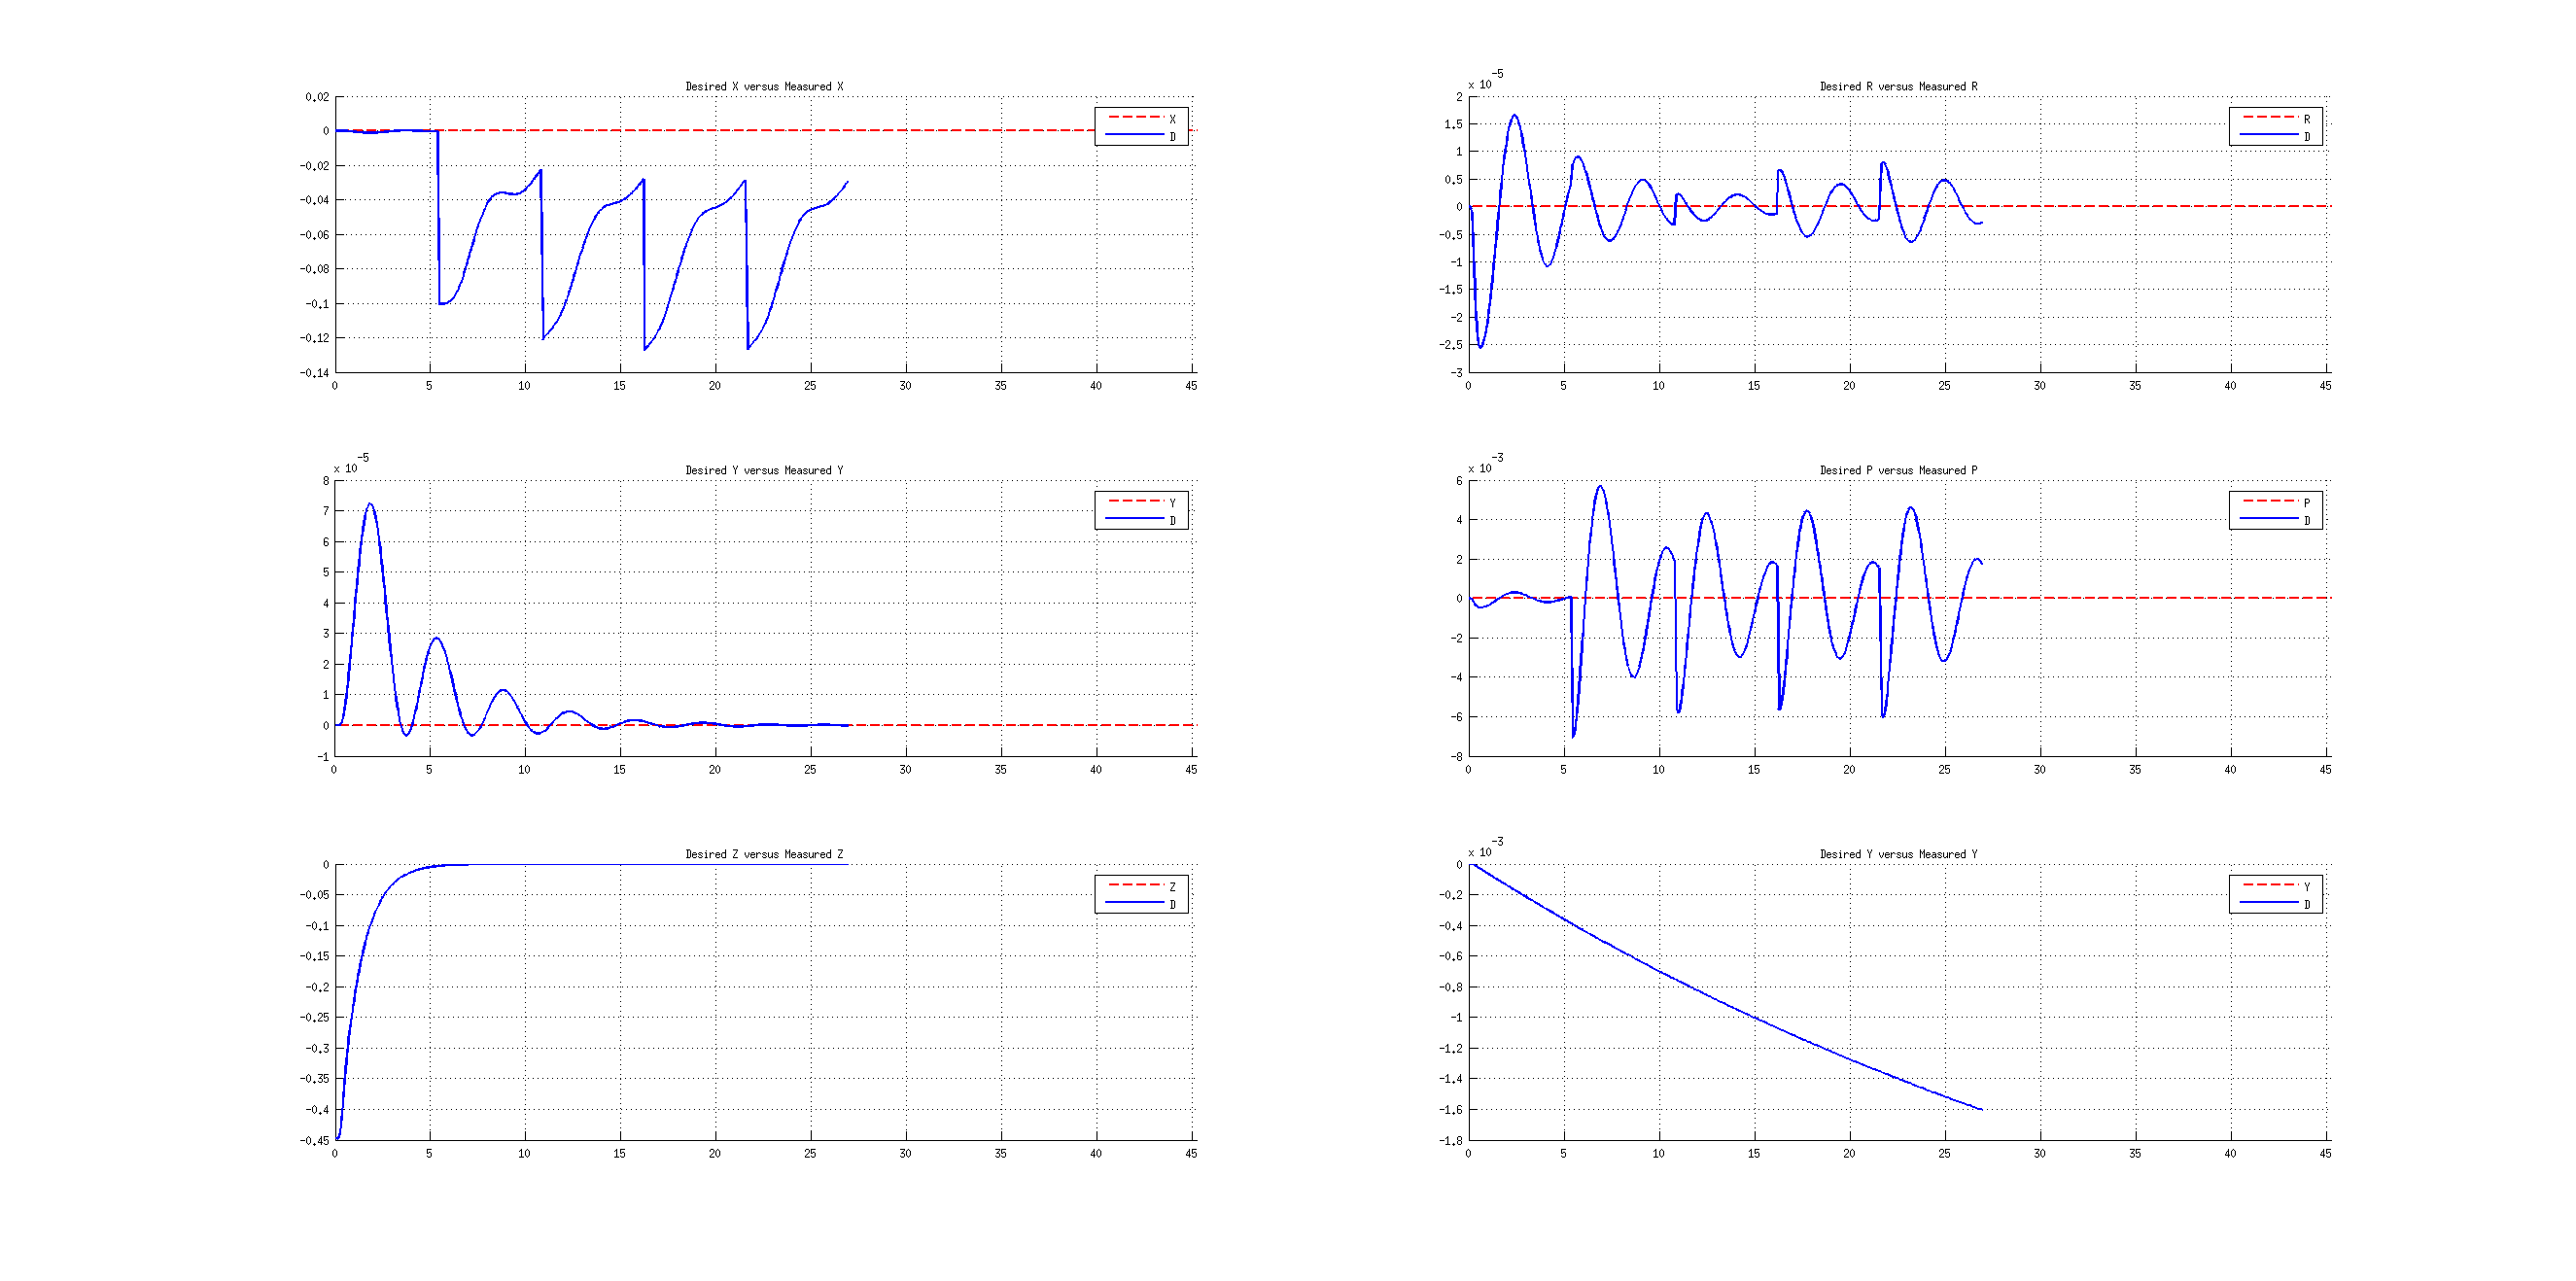 Desired X versus Measured X
0.02
0
-0.02
-0.04
-0.06
-0.08
-0.1
-0.12
-0.14
0 5 10 15 20 25 30 35 40 45
X
D
Desired R versus Measured R
x 10^-5
2
1.5
1
0.5
0
-0.5
-1
-1.5
-2
-2.5
-3
0 5 10 15 20 25 30 35 40 45
R
D
Desired Y versus Measured Y
x 10^-5
8
7
6
5
4
3
2
1
0
-1
0 5 10 15 20 25 30 35 40 45
Y
D
Desired P versus Measured P
x 10^-3
6
4
2
0
-2
-4
-6
-8
0 5 10 15 20 25 30 35 40 45
P
D
Desired Z versus Measured Z
0
-0.05
-0.1
-0.15
-0.2
-0.25
-0.3
-0.35
-0.4
-0.45
0 5 10 15 20 25 30 35 40 45
Z
D
Desired Y versus Measured Y
x 10^-3
0
-0.2
-0.4
-0.6
-0.8
-1
-1.2
-1.4
-1.6
-1.8
0 5 10 15 20 25 30 35 40 45
Y
D